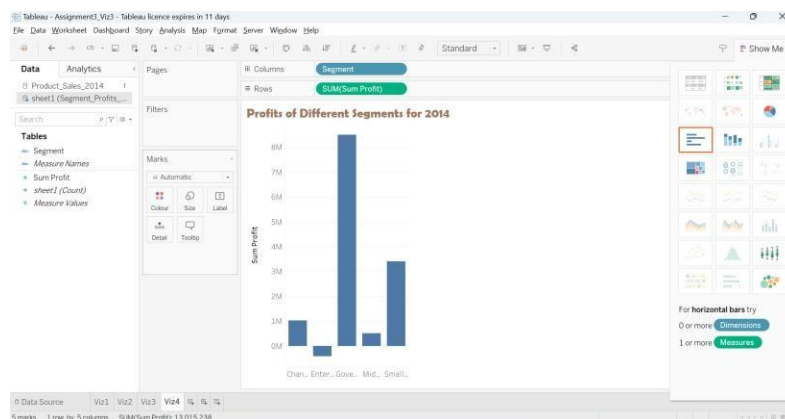 Tableau - Assignment3_Viz3 - Tableau licence expires in 11 days
File Data Worksheet Dashboard Story Analysis Map Format Server Window Help
Standard
Show Me
Data Analytics
Product_Sales_2014
sheet1 (Segment_Profits_...
Search
Tables
Segment
Measure Names
Sum Profit
sheet1 (Count)
Measure Values
Pages
Filters
Marks
Automatic
Colour Size Label
Detail Tooltip
Columns Segment
Rows SUM(Sum Profit)
Profits of Different Segments for 2014
Sum Profit
8M
7M
6M
5M
4M
3M
2M
1M
0M
Chan.. Enter.. Gove.. Mid.. Small..
For horizontal bars try
0 or more Dimensions
1 or more Measures
Data Source Viz1 Viz2 Viz3 Viz4
5 marks 1 row by 5 columns SUM(Sum Profit): 13,015,238